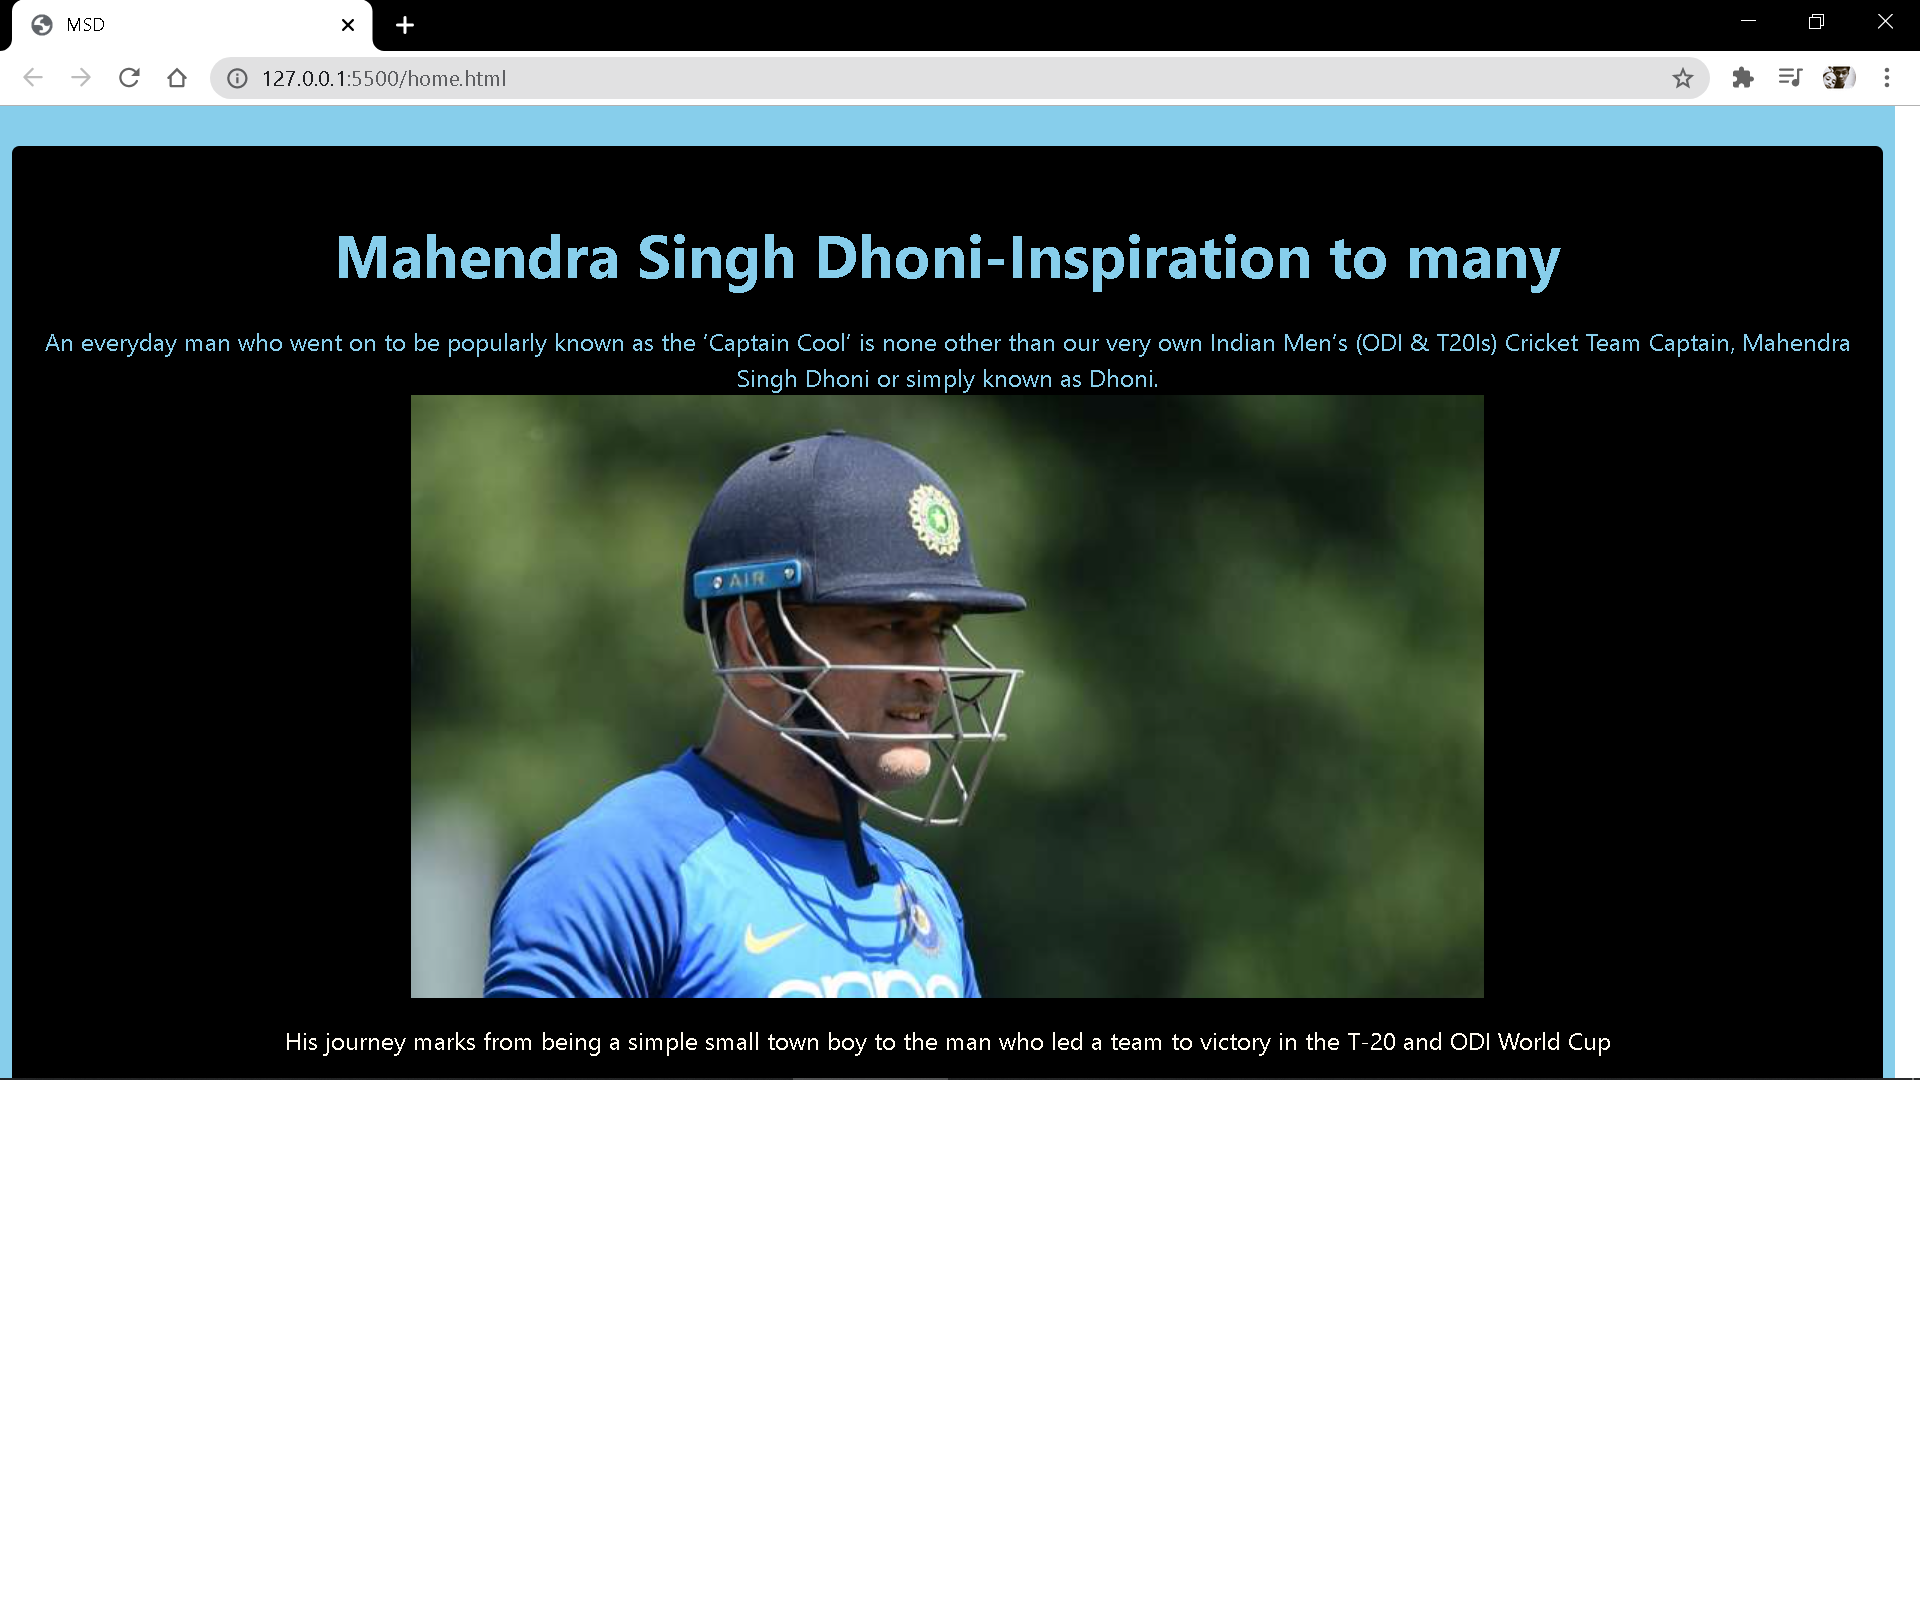 MSD
127.0.0.1:5500/home.html
Mahendra Singh Dhoni-Inspiration to many
An everyday man who went on to be popularly known as the ‘Captain Cool’ is none other than our very own Indian Men’s (ODI & T20Is) Cricket Team Captain, Mahendra
Singh Dhoni or simply known as Dhoni.
AIR
oppo
His journey marks from being a simple small town boy to the man who led a team to victory in the T-20 and ODI World Cup